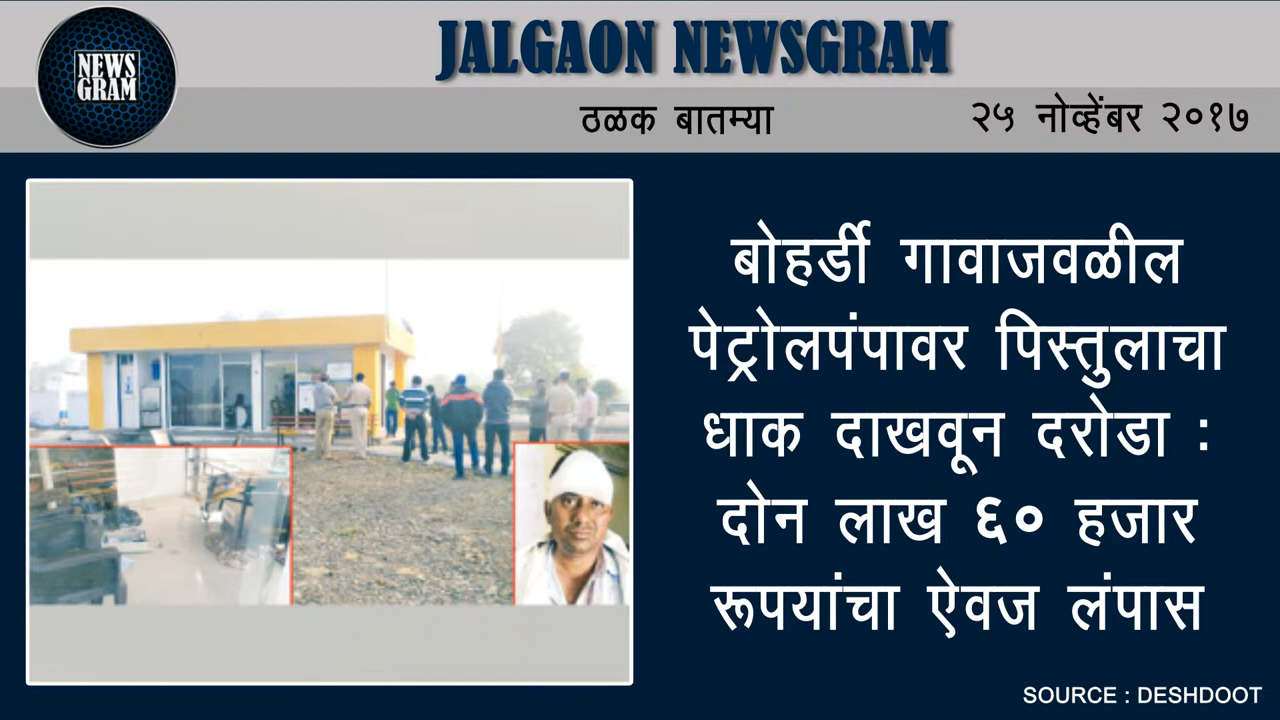 NEWS
GRAM
JALGAON NEWSGRAM
ठळक बातम्या
२५ नोव्हेंबर २०१७
बोहर्डी गावाजवळील
पेट्रोलपंपावर पिस्तुलाचा
धाक दाखवून दरोडा :
दोन लाख ६० हजार
रूपयांचा ऐवज लंपास
SOURCE : DESHDOOT